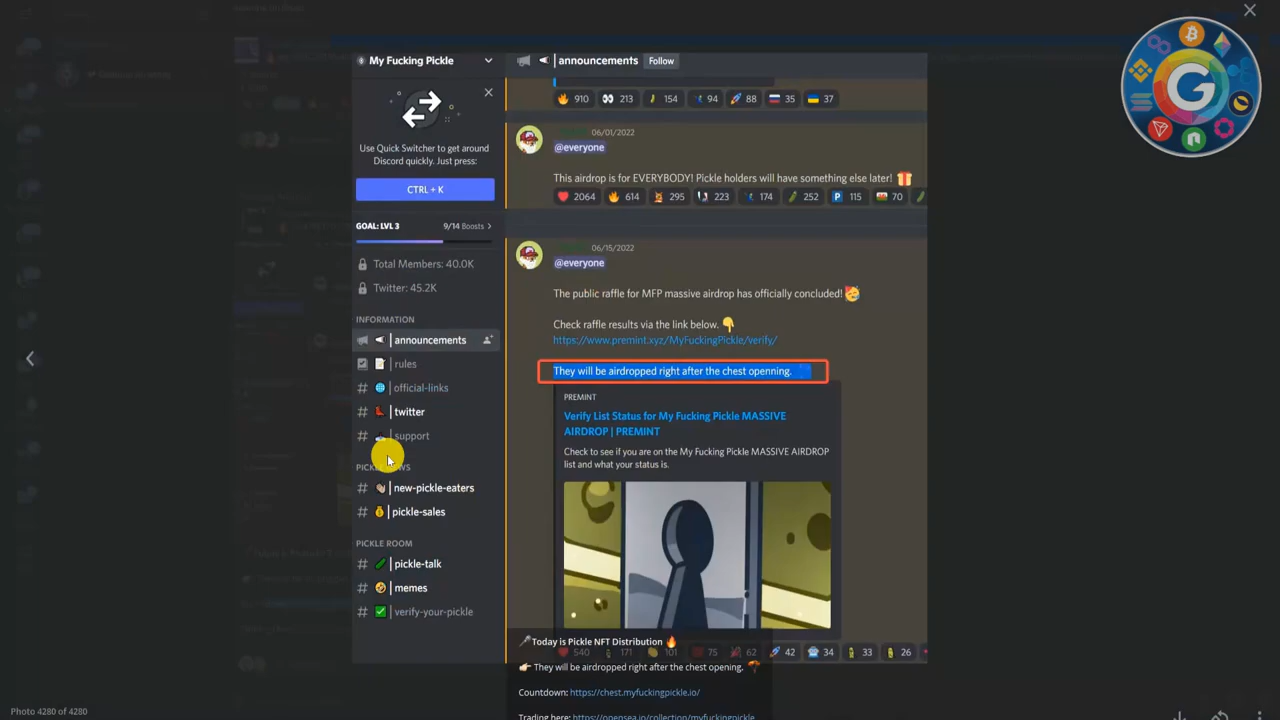 My Fucking Pickle
Use Quick Switcher to get around
Discord quickly. Just press:
CTRL + K
GOAL: LVL 3
9/14 Boosts >
Total Members: 40.0K
Twitter: 45.2K
INFORMATION
announcements
rules
# official-links
# twitter
# support
# new-pickle-eaters
# pickle-sales
PICKLE ROOM
# pickle-talk
# memes
# verify-your-pickle
announcements
Follow
910 213 154 94 88 35 37
06/01/2022
@everyone
This airdrop is for EVERYBODY! Pickle holders will have something else later!
2064 614 295 223 174 252 P 115 70
06/15/2022
@everyone
The public raffle for MFP massive airdrop has officially concluded!
Check raffle results via the link below.
https://www.premint.xyz/MyFuckingPickle/verify/
They will be airdropped right after the chest openning.
PREMINT
Verify List Status for My Fucking Pickle MASSIVE
AIRDROP | PREMINT
Check to see if you are on the My Fucking Pickle MASSIVE AIRDROP
list and what your status is.
540 171 101 75 62 42 34 33 26
Today is Pickle NFT Distribution
They will be airdropped right after the chest opening.
Countdown: https://chest.myfuckingpickle.io/
Trading here: https://opensea.io/collection/myfuckingpickle
G
Photo 4280 of 4280